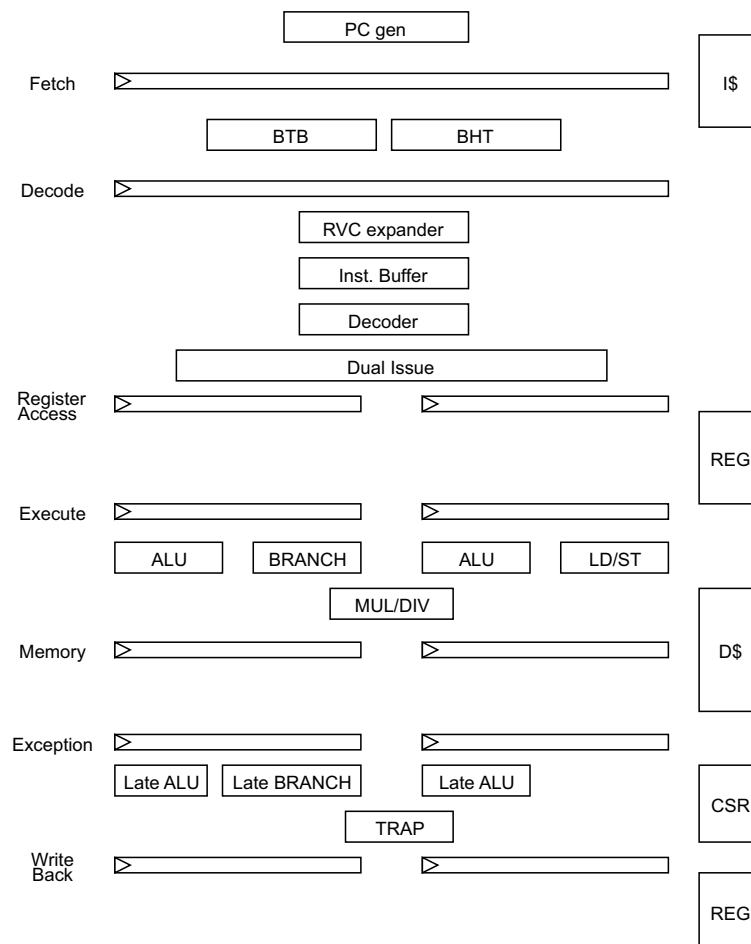 PC gen
I$
Fetch
BTB
BHT
Decode
RVC expander
Inst. Buffer
Decoder
Dual Issue
Register
Access
REG
Execute
ALU
BRANCH
ALU
LD/ST
MUL/DIV
Memory
D$
Exception
Late ALU
Late BRANCH
Late ALU
CSR
TRAP
Write
Back
REG